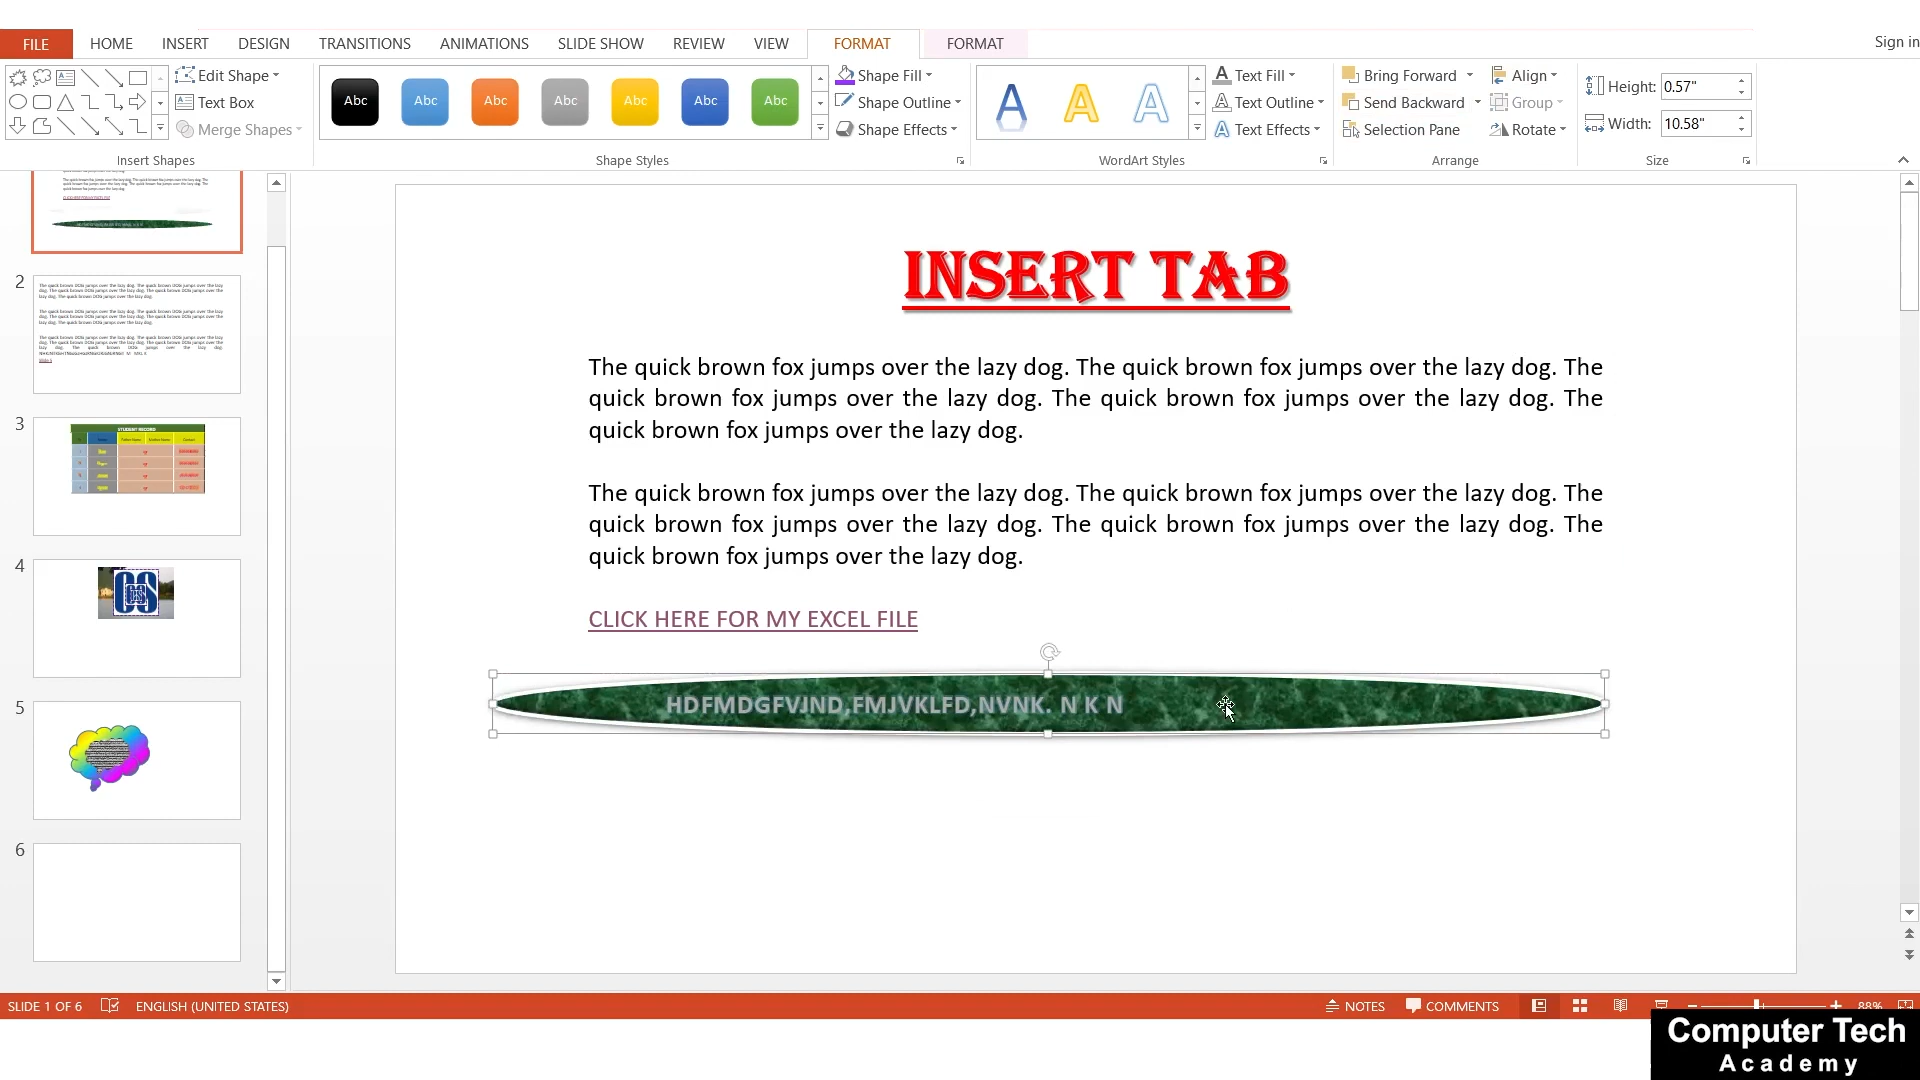 FILE HOME INSERT DESIGN TRANSITIONS ANIMATIONS SLIDE SHOW REVIEW VIEW FORMAT FORMAT Sign in
Edit Shape
Text Box
Merge Shapes
Insert Shapes
Abc Abc Abc Abc Abc Abc Abc
Shape Styles
Shape Fill
Shape Outline
Shape Effects
A A A
WordArt Styles
Text Fill
Text Outline
Text Effects
Bring Forward
Send Backward
Selection Pane
Align
Group
Rotate
Arrange
Height: 0.57"
Width: 10.58"
Size
2
3
STUDENT RECORD
4
5
6
INSERT TAB
The quick brown fox jumps over the lazy dog. The quick brown fox jumps over the lazy dog. The
quick brown fox jumps over the lazy dog. The quick brown fox jumps over the lazy dog. The
quick brown fox jumps over the lazy dog.
The quick brown fox jumps over the lazy dog. The quick brown fox jumps over the lazy dog. The
quick brown fox jumps over the lazy dog. The quick brown fox jumps over the lazy dog. The
quick brown fox jumps over the lazy dog.
CLICK HERE FOR MY EXCEL FILE
HDFMDGFVJND,FMJVKLFD,NVNK. N K N
SLIDE 1 OF 6 ENGLISH (UNITED STATES) NOTES COMMENTS 88%
Computer Tech
Academy